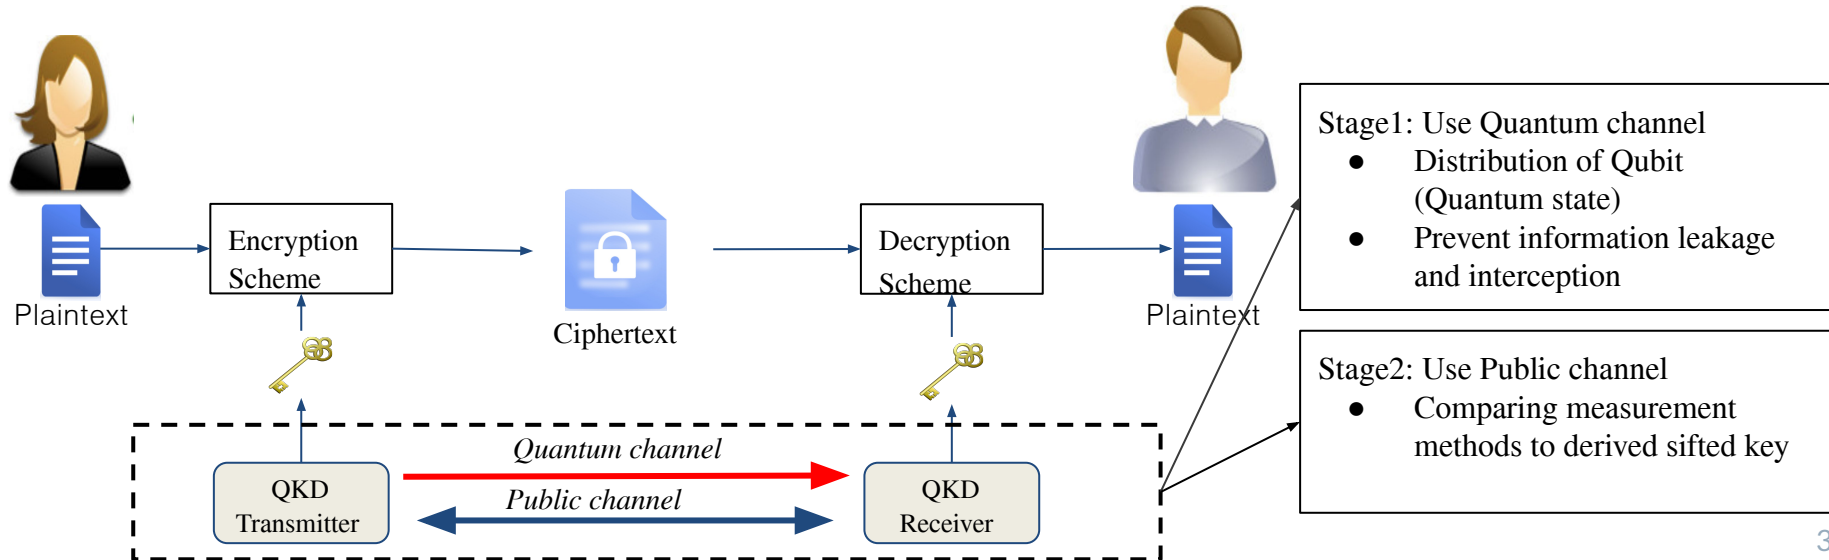 Plaintext
Encryption
Scheme
Ciphertext
Decryption
Scheme
Plaintext
Quantum channel
Public channel
QKD
Transmitter
QKD
Receiver
Stage1: Use Quantum channel
● Distribution of Qubit
(Quantum state)
● Prevent information leakage
and interception
Stage2: Use Public channel
● Comparing measurement
methods to derived sifted key
3